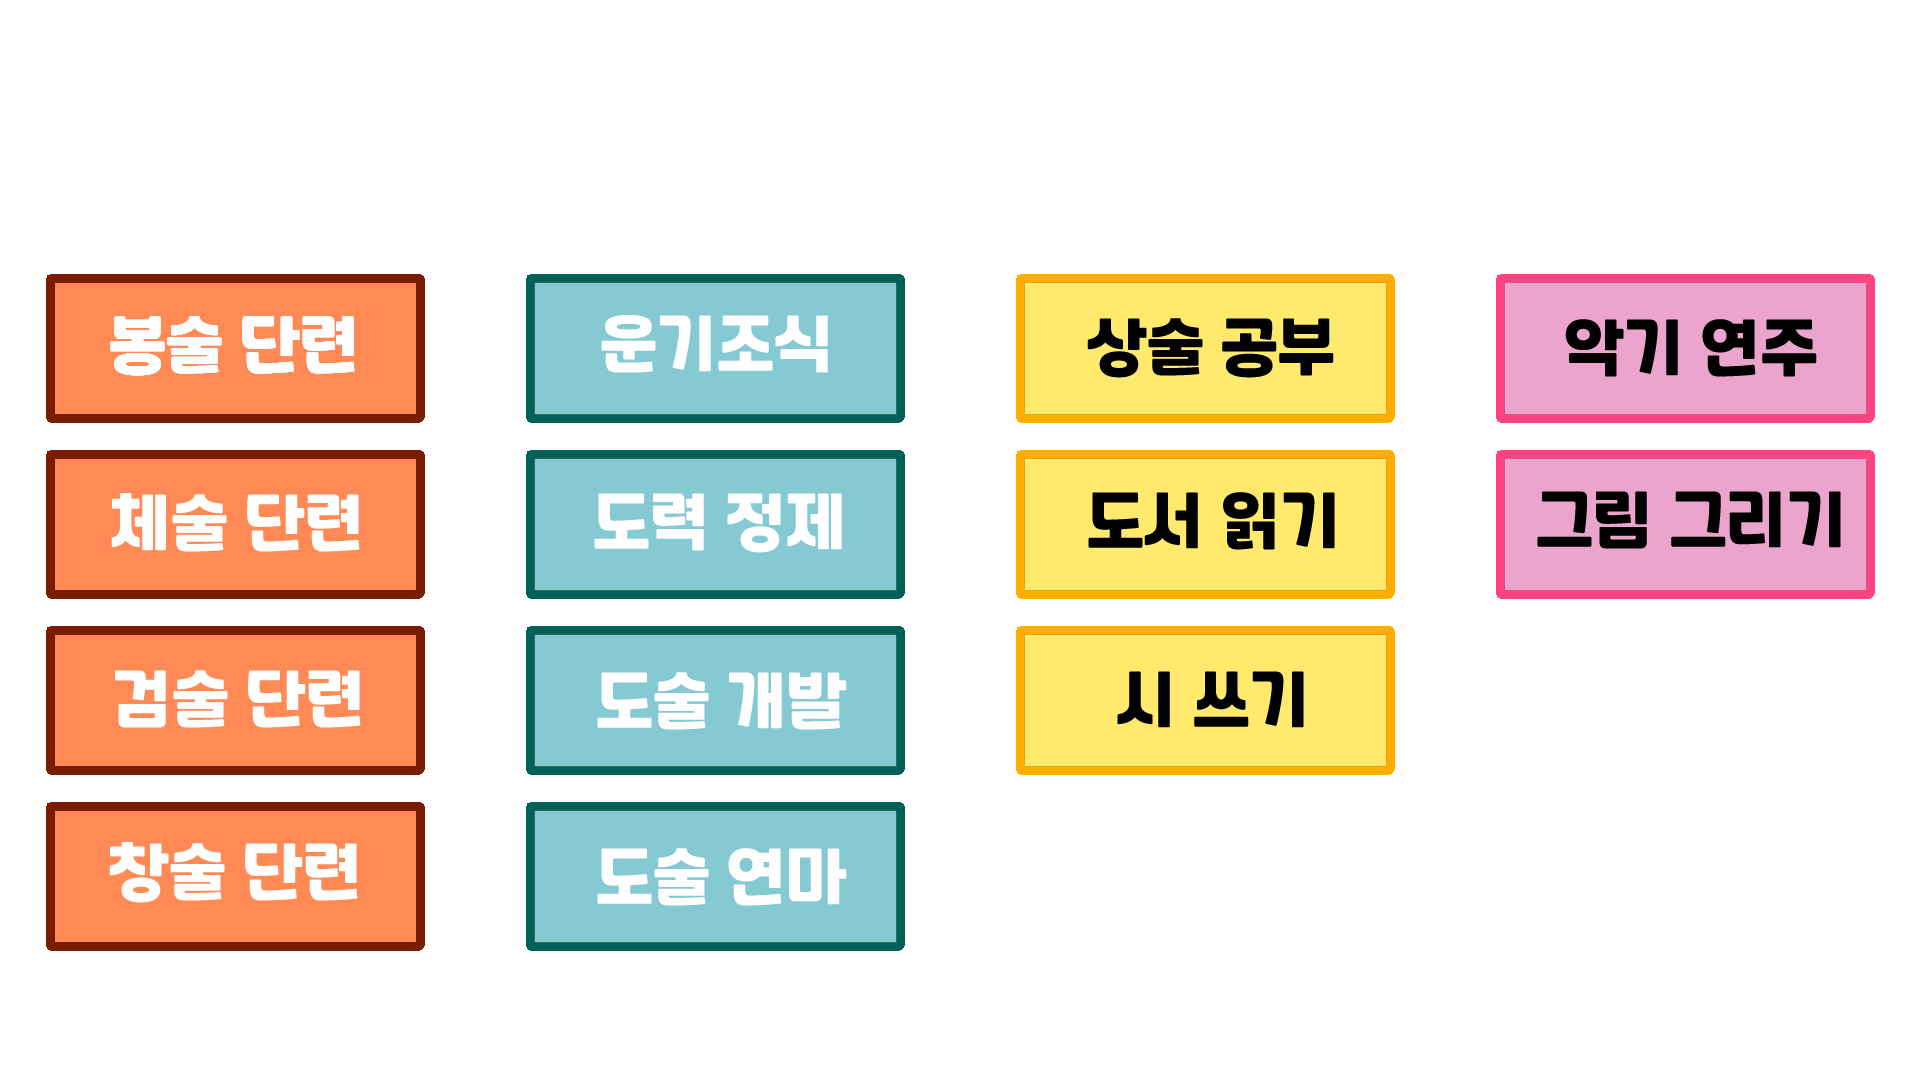 봉술 단련
체술 단련
검술 단련
창술 단련
운기조식
도력 정제
도술 개발
도술 연마
상술 공부
도서 읽기
시 쓰기
악기 연주
그림 그리기